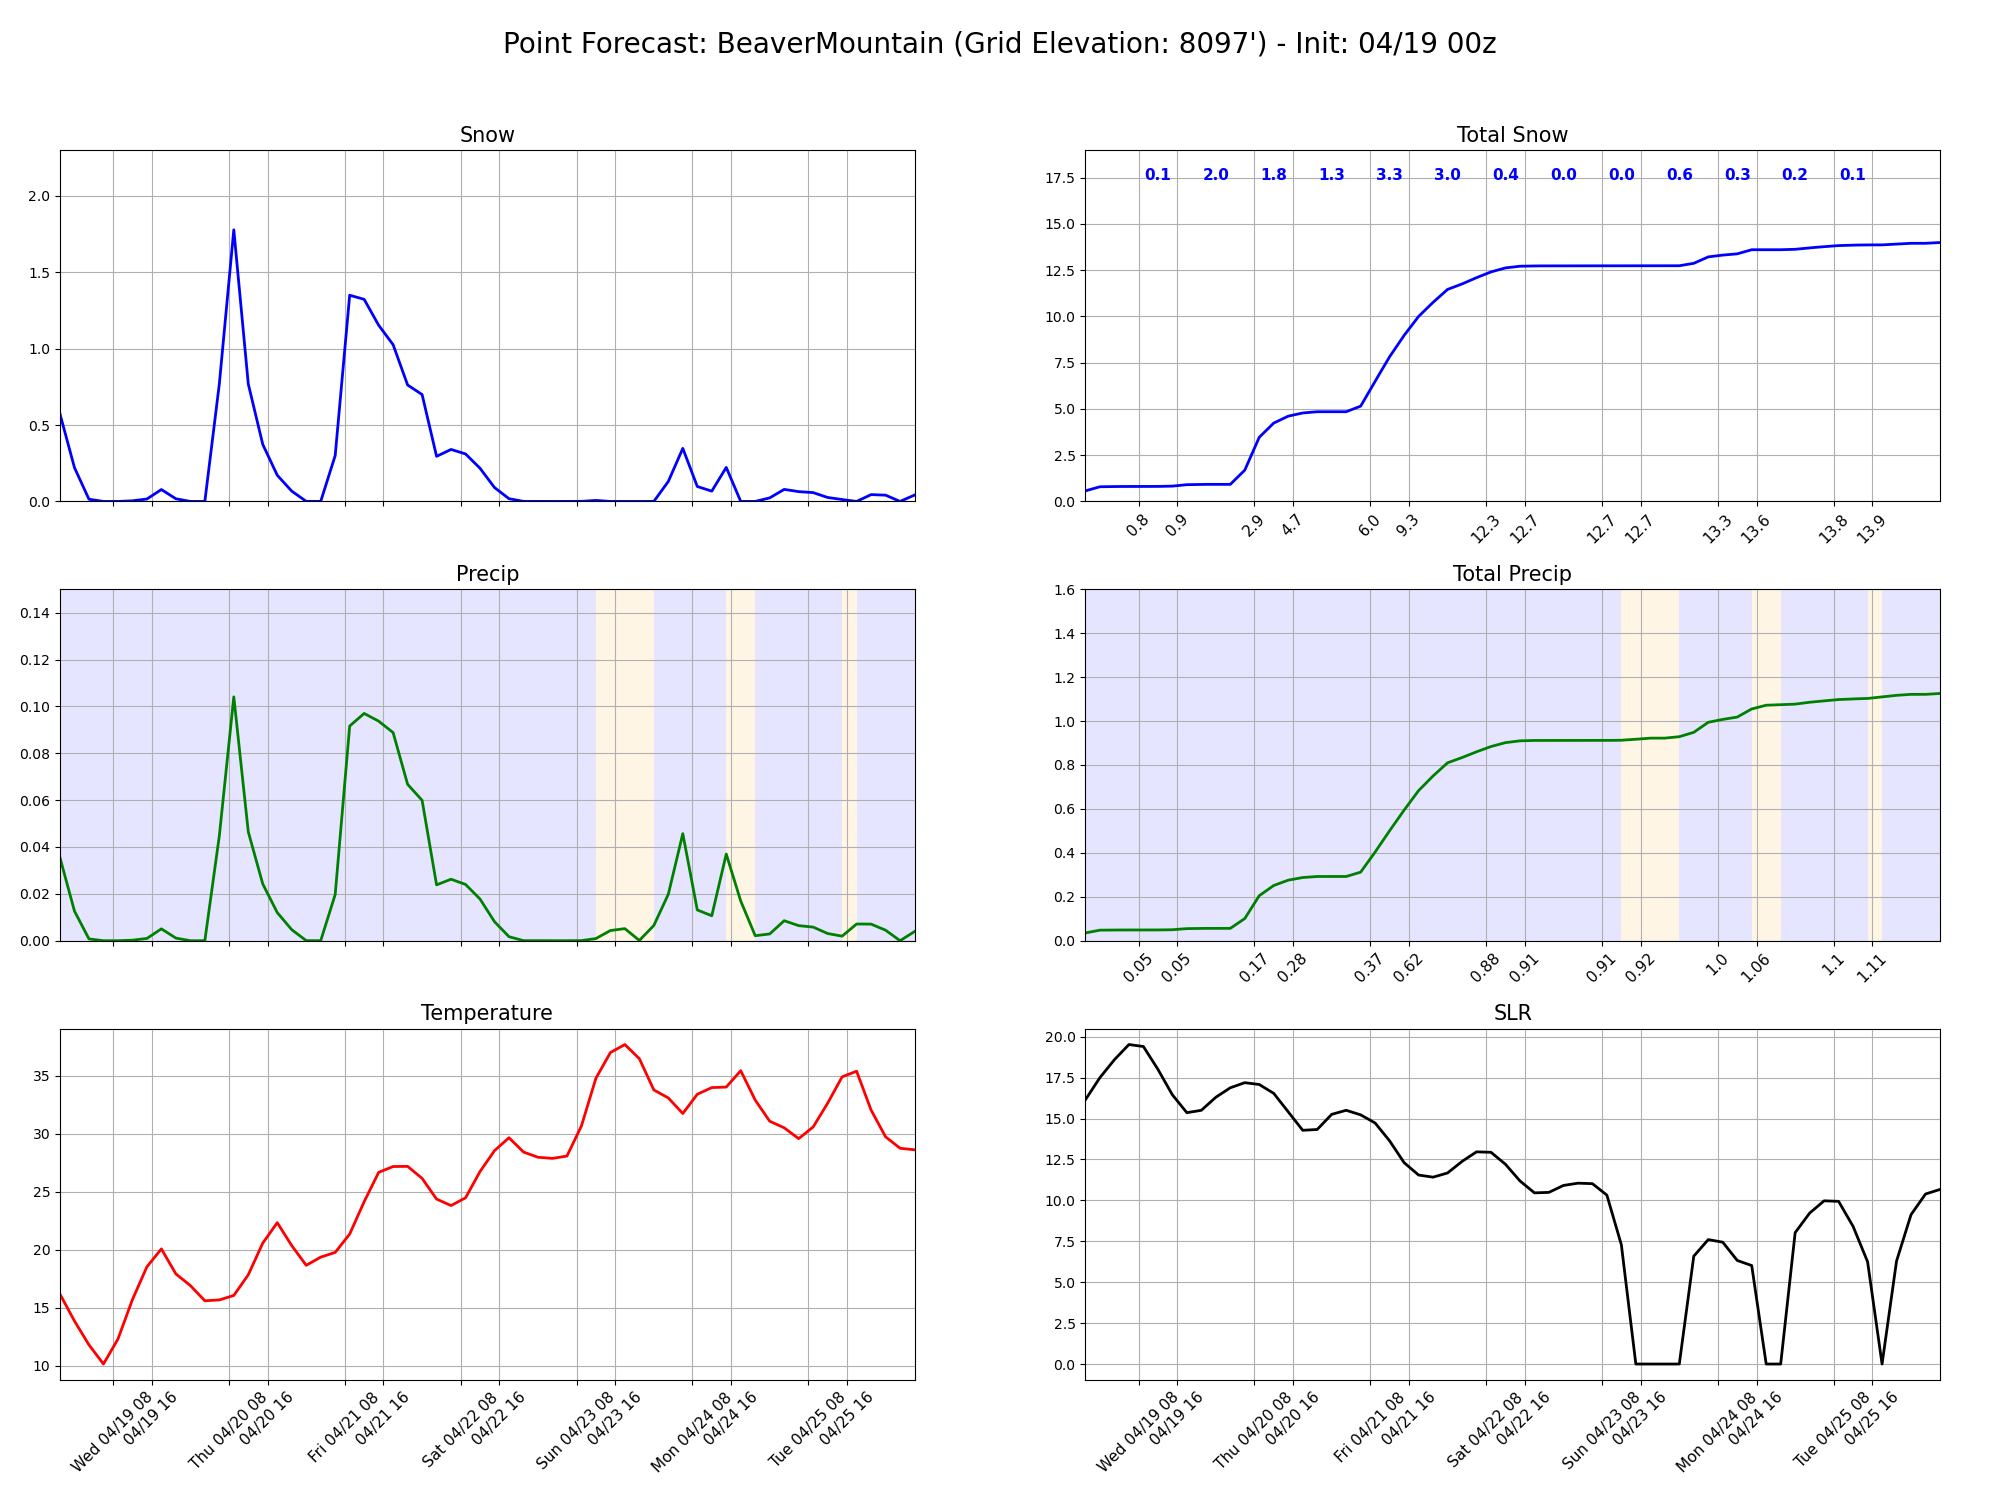 Point Forecast: BeaverMountain (Grid Elevation: 8097') - Init: 04/19 00z
Snow
2.0
1.5
1.0
0.5
0.0
Total Snow
0.1 2.0 1.8 1.3 3.3 3.0 0.4 0.0 0.0 0.6 0.3 0.2 0.1
17.5
15.0
12.5
10.0
7.5
5.0
2.5
0.0
0.8 0.9 2.9 4.7 6.0 9.3 12.3 12.7 12.7 12.7 13.3 13.6 13.8 13.9
Precip
0.14
0.12
0.10
0.08
0.06
0.04
0.02
0.00
Total Precip
1.6
1.4
1.2
1.0
0.8
0.6
0.4
0.2
0.0
0.05 0.05 0.17 0.28 0.37 0.62 0.88 0.91 0.91 0.92 1.0 1.06 1.1 1.11
Temperature
35
30
25
20
15
10
Wed 04/19 08
04/19 16
Thu 04/20 08
04/20 16
Fri 04/21 08
04/21 16
Sat 04/22 08
04/22 16
Sun 04/23 08
04/23 16
Mon 04/24 08
04/24 16
Tue 04/25 08
04/25 16
SLR
20.0
17.5
15.0
12.5
10.0
7.5
5.0
2.5
0.0
Wed 04/19 08
04/19 16
Thu 04/20 08
04/20 16
Fri 04/21 08
04/21 16
Sat 04/22 08
04/22 16
Sun 04/23 08
04/23 16
Mon 04/24 08
04/24 16
Tue 04/25 08
04/25 16